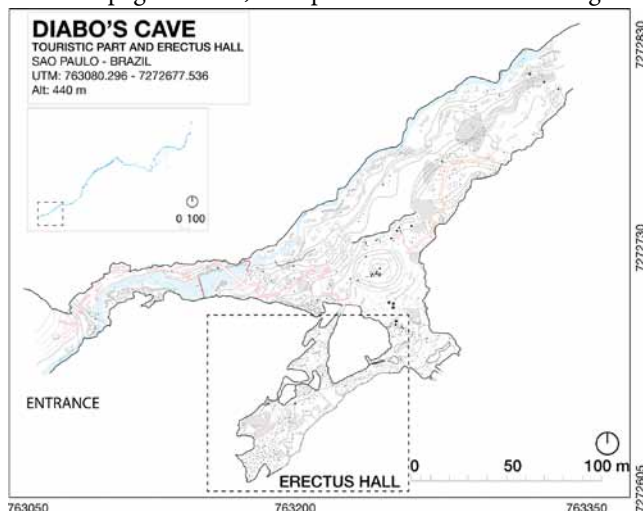 DIABO'S CAVE
TOURISTIC PART AND ERECTUS HALL
SAO PAULO - BRAZIL
UTM: 763080.296 - 7272677.536
Alt: 440 m
0 100
7272830
7272730
ENTRANCE
ERECTUS HALL
0 50 100 m
7272605
763050 763200 763350